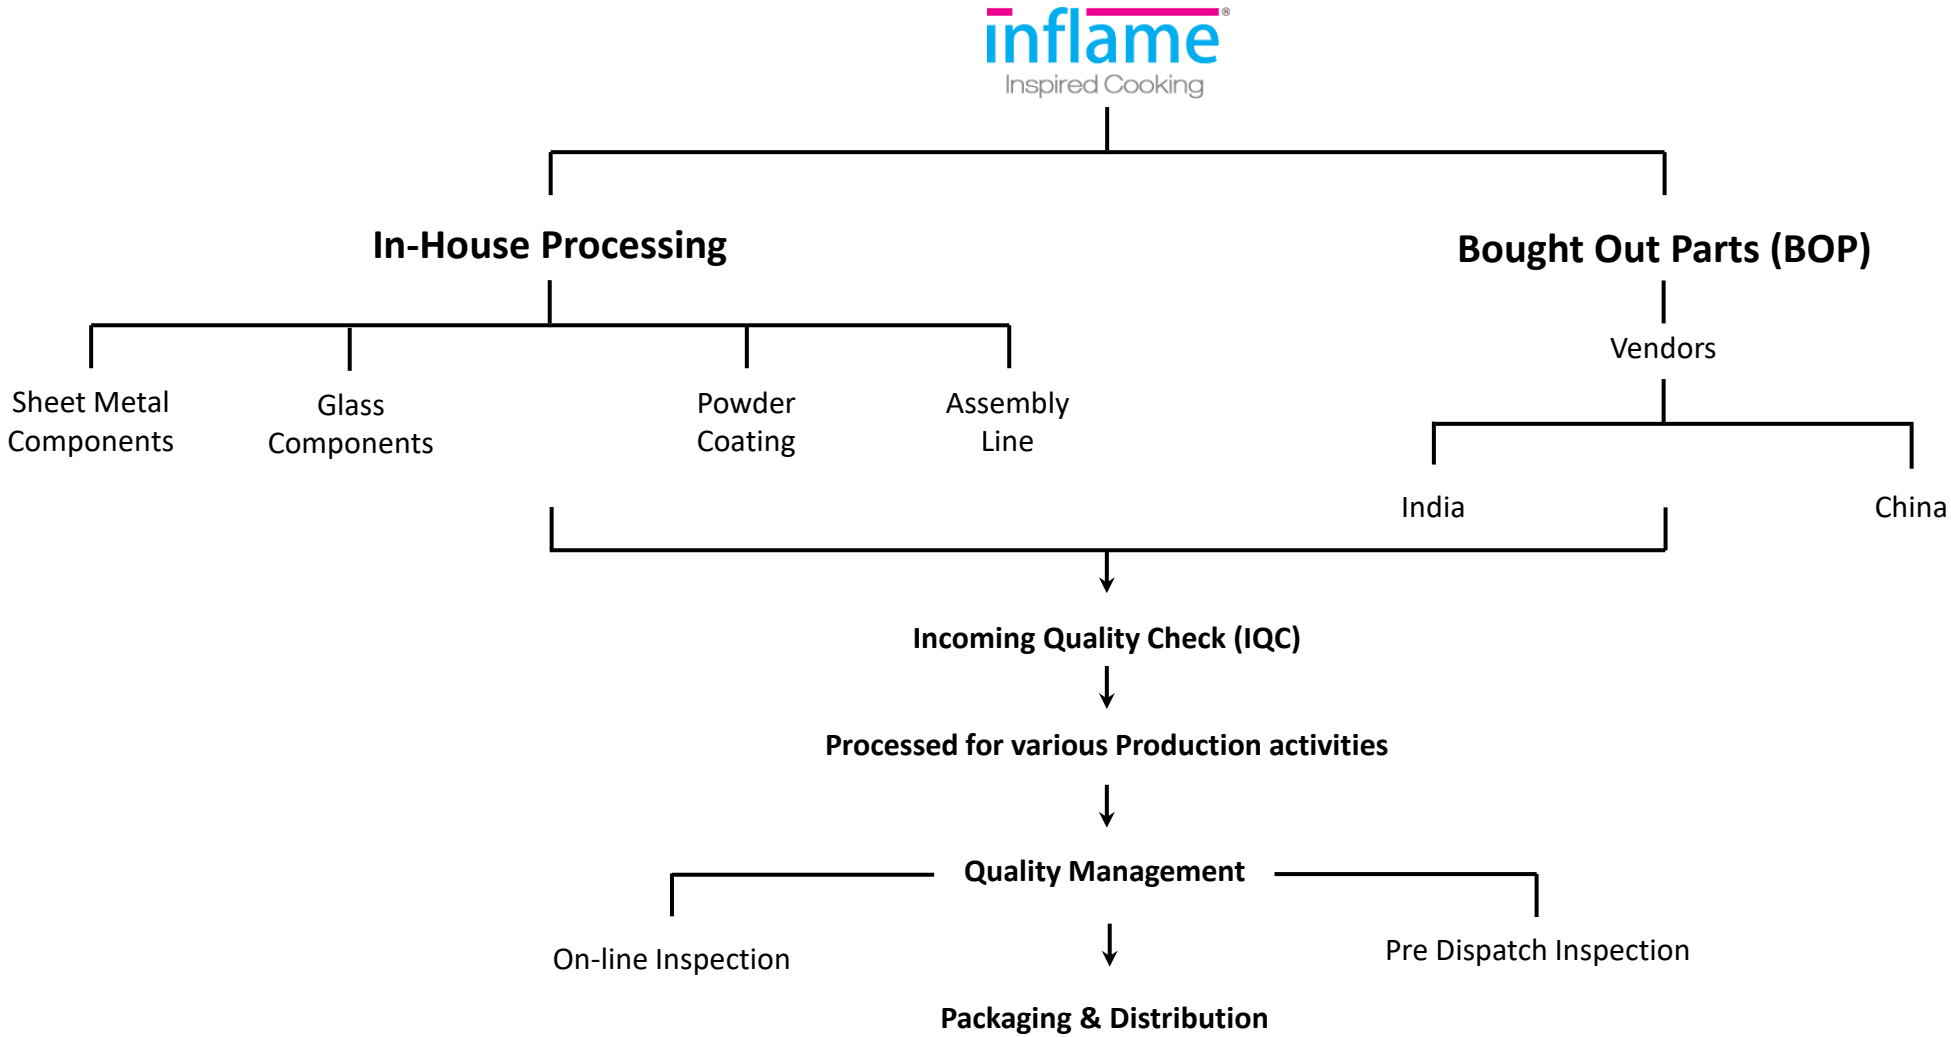 inflame®
Inspired Cooking
In-House Processing
Bought Out Parts (BOP)
Vendors
Sheet Metal
Components
Glass
Components
Powder
Coating
Assembly
Line
India
China
Incoming Quality Check (IQC)
Processed for various Production activities
Quality Management
On-line Inspection
Pre Dispatch Inspection
Packaging & Distribution